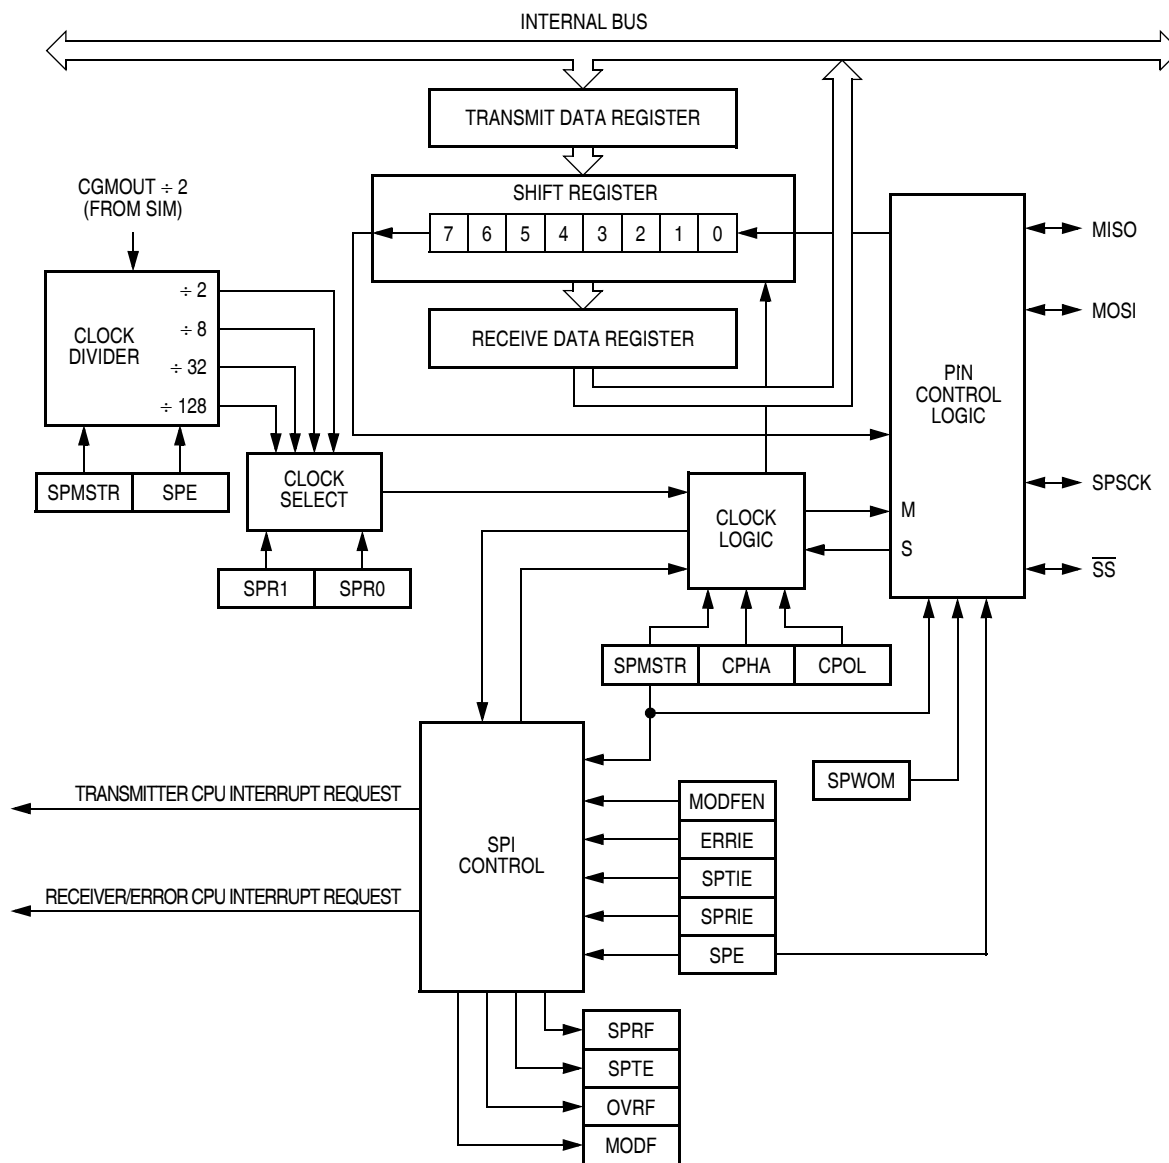 INTERNAL BUS
TRANSMIT DATA REGISTER
CGMOUT ÷ 2
(FROM SIM)
SHIFT REGISTER
7 6 5 4 3 2 1 0
MISO
÷ 2
MOSI
÷ 8
CLOCK
DIVIDER
RECEIVE DATA REGISTER
÷ 32
÷ 128
PIN
CONTROL
LOGIC
SPMSTR SPE
CLOCK
SELECT
SPSCK
CLOCK
LOGIC
M
S
SS
SPR1 SPR0
SPMSTR CPHA CPOL
SPWOM
TRANSMITTER CPU INTERRUPT REQUEST
MODFEN
ERRIE
SPI
CONTROL
SPTIE
RECEIVER/ERROR CPU INTERRUPT REQUEST
SPRIE
SPE
SPRF
SPTE
OVRF
MODF